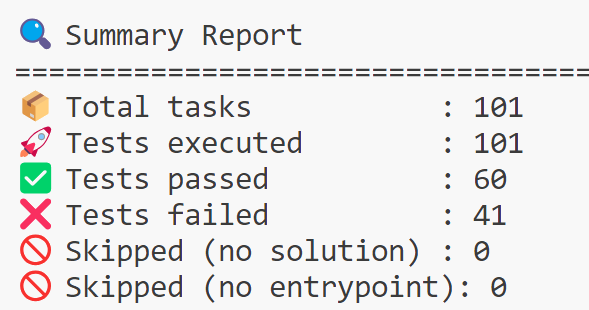 🔍 Summary Report
===================================
📦 Total tasks                : 101
🚀 Tests executed             : 101
✅ Tests passed               : 60
❌ Tests failed               : 41
🚫 Skipped (no solution) : 0
🚫 Skipped (no entrypoint): 0